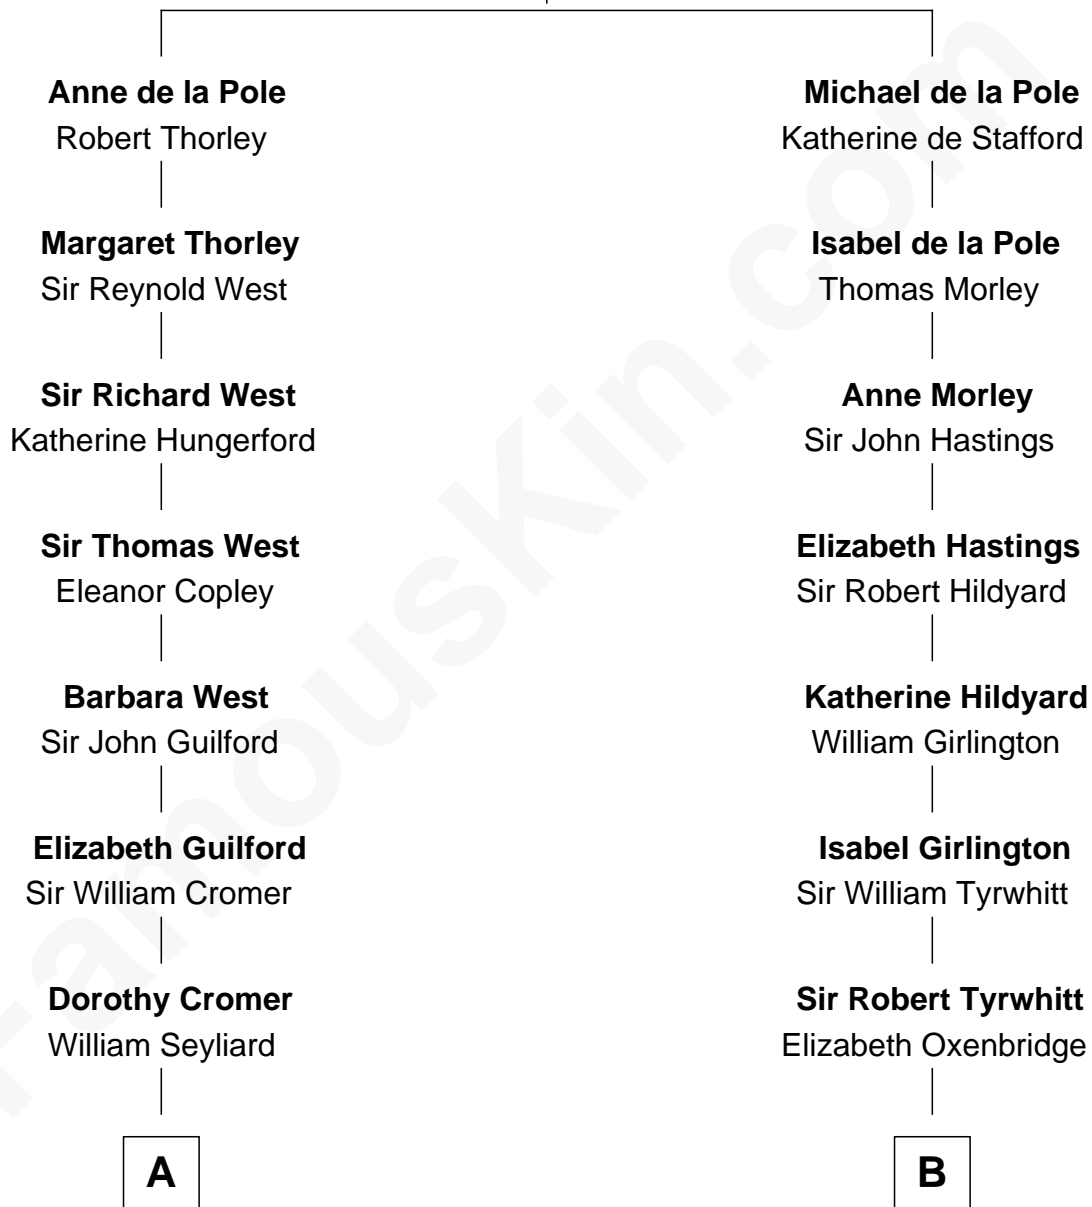 Anne de la Pole
Robert Thorley
Margaret Thorley
Sir Reynold West
Sir Richard West
Katherine Hungerford
Sir Thomas West
Eleanor Copley
Barbara West
Sir John Guilford
Elizabeth Guilford
Sir William Cromer
Dorothy Cromer
William Seyliard
A
Michael de la Pole
Katherine de Stafford
Isabel de la Pole
Thomas Morley
Anne Morley
Sir John Hastings
Elizabeth Hastings
Sir Robert Hildyard
Katherine Hildyard
William Girlington
Isabel Girlington
Sir William Tyrwhitt
Sir Robert Tyrwhitt
Elizabeth Oxenbridge
B
FamousKin.com